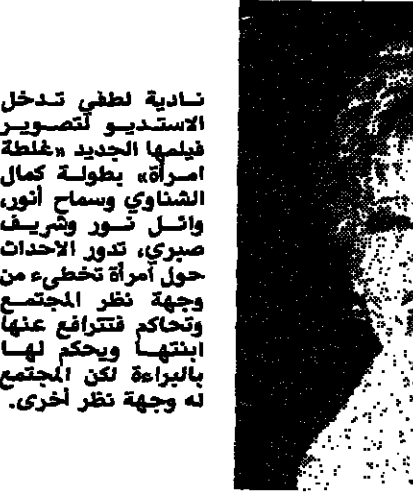 نادية لطفي تدخل
الاستديو لتصوير
فيلمها الجديد «غلطة
امرأة» بطولة كمال
الشناوي وسماح أنور،
وائل نور وشريف
صبري، تدور الاحداث
حول امرأة تخطىء من
وجهة نظر المجتمع
وتحاكم فتترافع عنها
ابنتها ويحكم لها
بالبراءة لكن المجتمع
له وجهة نظر أخرى.